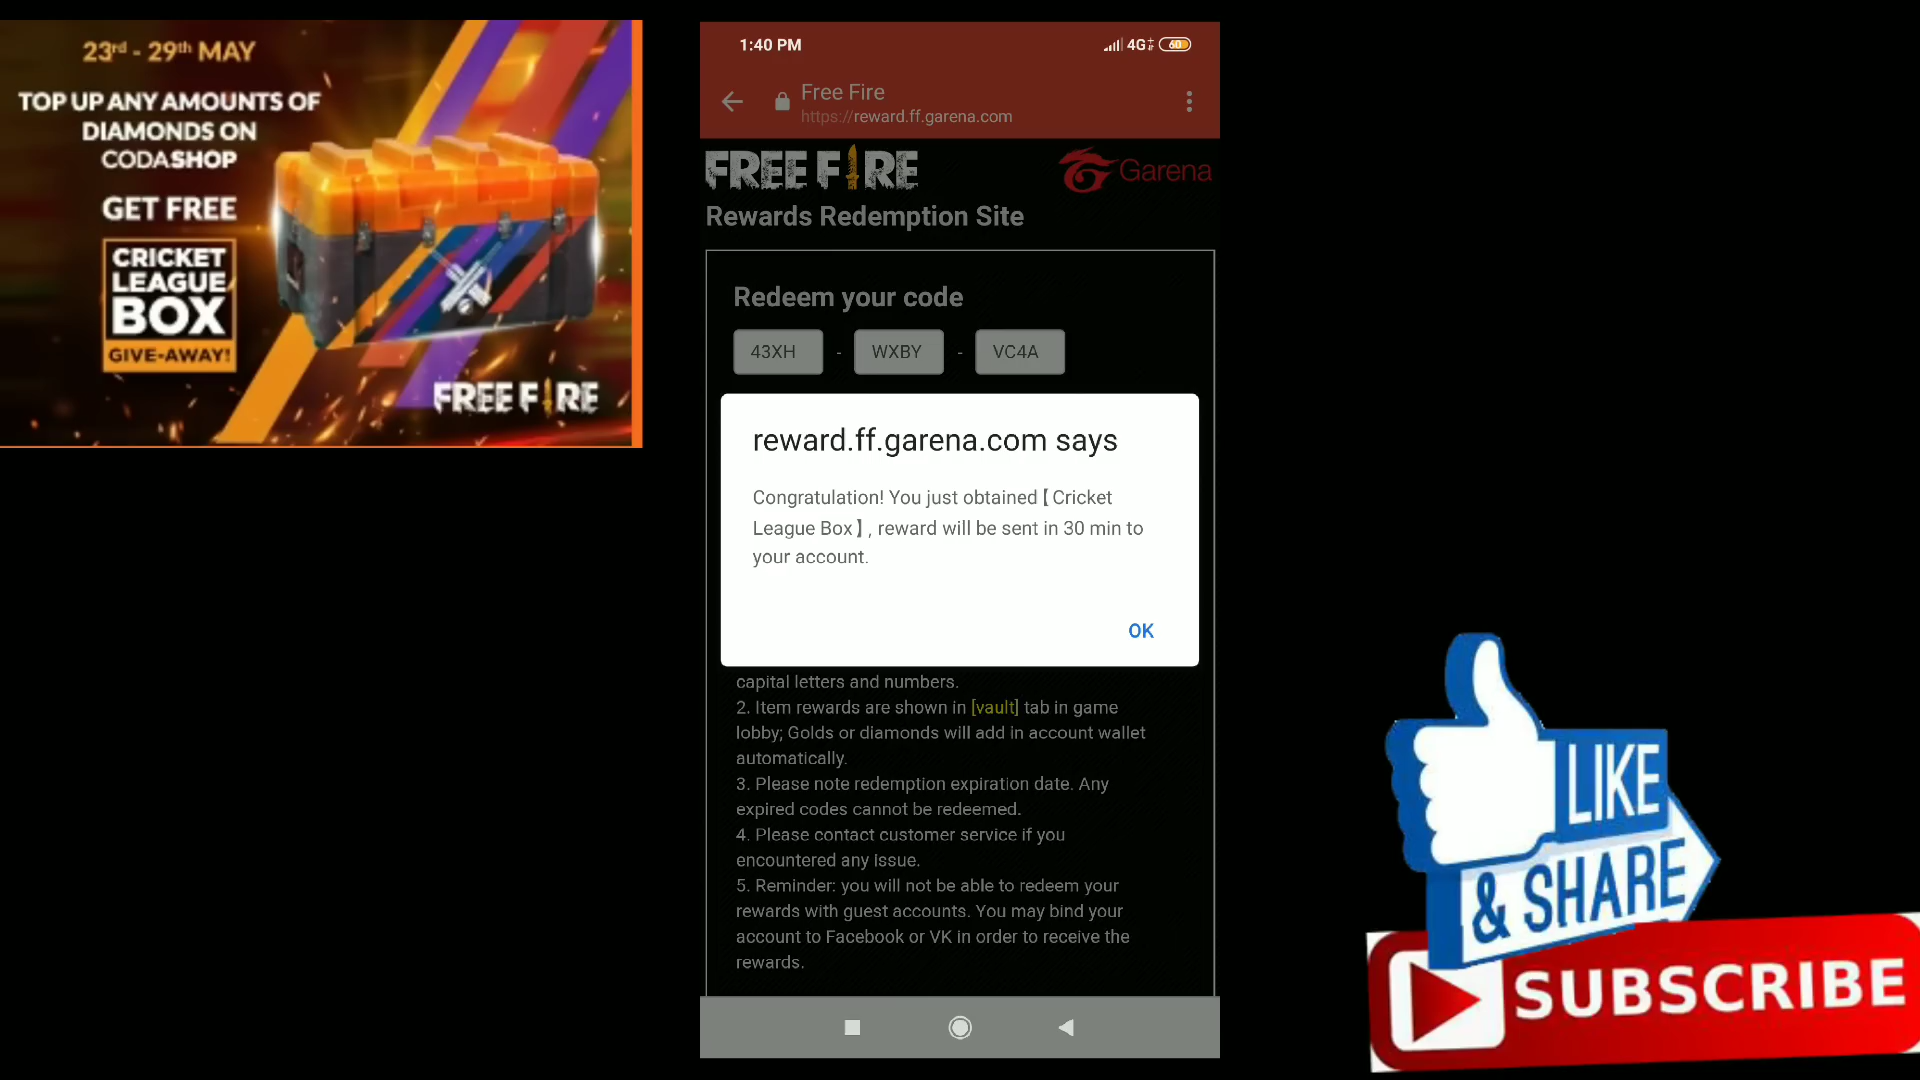 23rd - 29th MAY
TOP UP ANY AMOUNTS OF
DIAMONDS ON
CODASHOP
GET FREE
CRICKET
LEAGUE
BOX
GIVE-AWAY!
FREE FIRE
1:40 PM
4G
60
Free Fire
https://reward.ff.garena.com
FREE FIRE
Garena
Rewards Redemption Site
Redeem your code
43XH - WXBY - VC4A
reward.ff.garena.com says
Congratulation! You just obtained【Cricket
League Box】, reward will be sent in 30 min to
your account.
OK
capital letters and numbers.
2. Item rewards are shown in [vault] tab in game
lobby; Golds or diamonds will add in account wallet
automatically.
3. Please note redemption expiration date. Any
expired codes cannot be redeemed.
4. Please contact customer service if you
encountered any issue.
5. Reminder: you will not be able to redeem your
rewards with guest accounts. You may bind your
account to Facebook or VK in order to receive the
rewards.
LIKE
& SHARE
SUBSCRIBE